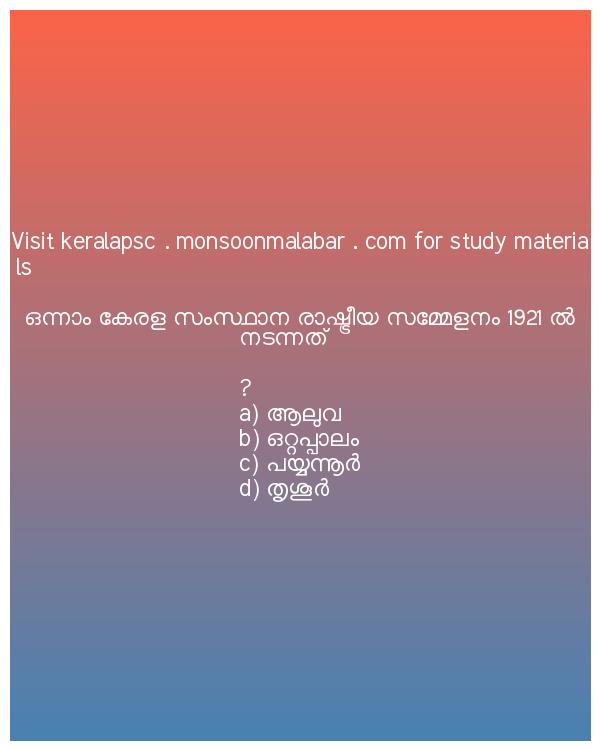 Visit keralapsc . monsoonmalabar . com for study materia
ls
ഒന്നാം കേരള സംസ്ഥാന രാഷ്ട്രീയ സമ്മേളനം 1921 ൽ
നടന്നത്
?
a) ആലുവ
b) ഒറ്റപ്പാലം
c) പയ്യന്നൂർ
d) തൃശൂർ